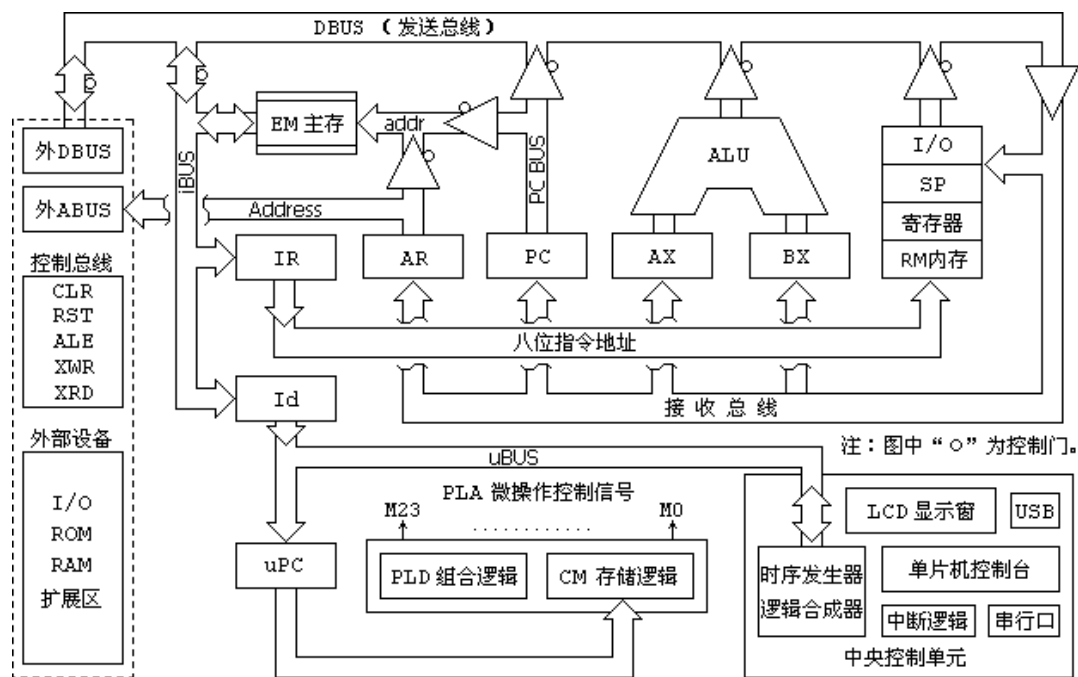 DBUS （发送总线）
EM 主存
addr
iBUS
PC BUS
ALU
I/O
SP
寄存器
RM内存
外DBUS
外ABUS
Address
IR
AR
PC
AX
BX
控制总线
CLR
RST
ALE
XWR
XRD
八位指令地址
Id
接 收 总 线
外部设备
I/O
ROM
RAM
扩展区
注：图中“○”为控制门。
uBUS
PLA 微操作控制信号
M23
............
M0
uPC
PLD 组合逻辑
CM 存储逻辑
LCD 显示窗
USB
时序发生器
逻辑合成器
单片机控制台
中断逻辑
串行口
中央控制单元